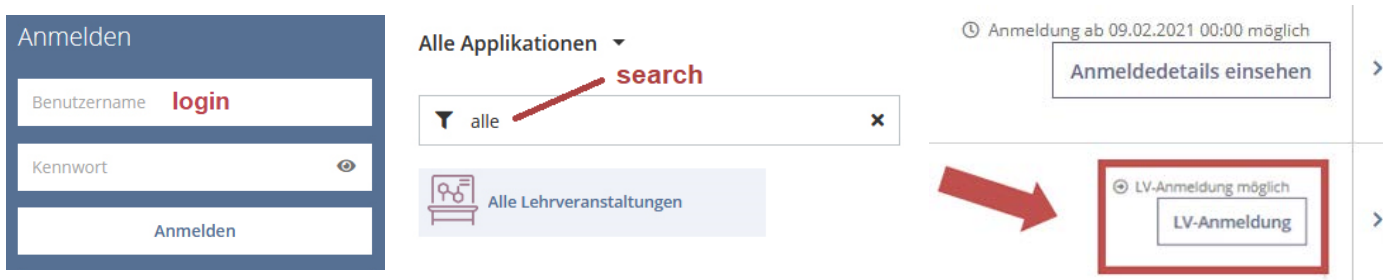 Anmelden
Benutzername login
Kennwort
Anmelden
Alle Applikationen
search
alle
Alle Lehrveranstaltungen
Anmeldung ab 09.02.2021 00:00 möglich
Anmeldedetails einsehen
LV-Anmeldung möglich
LV-Anmeldung